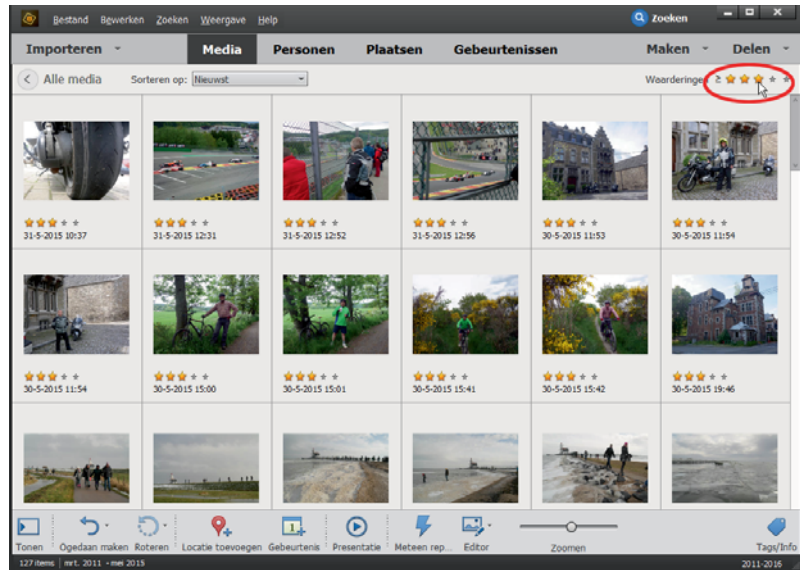 Bestand Bewerken Zoeken Weergave Help Zoeken
Importeren Media Personen Plaatsen Gebeurtenissen Maken Delen
Alle media Sorteren op: Nieuwst Waarderingen ≥
31-5-2015 10:37 31-5-2015 12:31 31-5-2015 12:52 31-5-2015 12:56 30-5-2015 11:53 30-5-2015 11:54
30-5-2015 11:54 30-5-2015 15:00 30-5-2015 15:01 30-5-2015 15:41 30-5-2015 15:42 30-5-2015 19:46
Tonen Ogedaan maken Roteren Locatie toevoegen Gebeurtenis Presentatie Meteen rep... Editor Zoomen Tags/Info
127 items mrt. 2011 - mei 2015 2011-2016